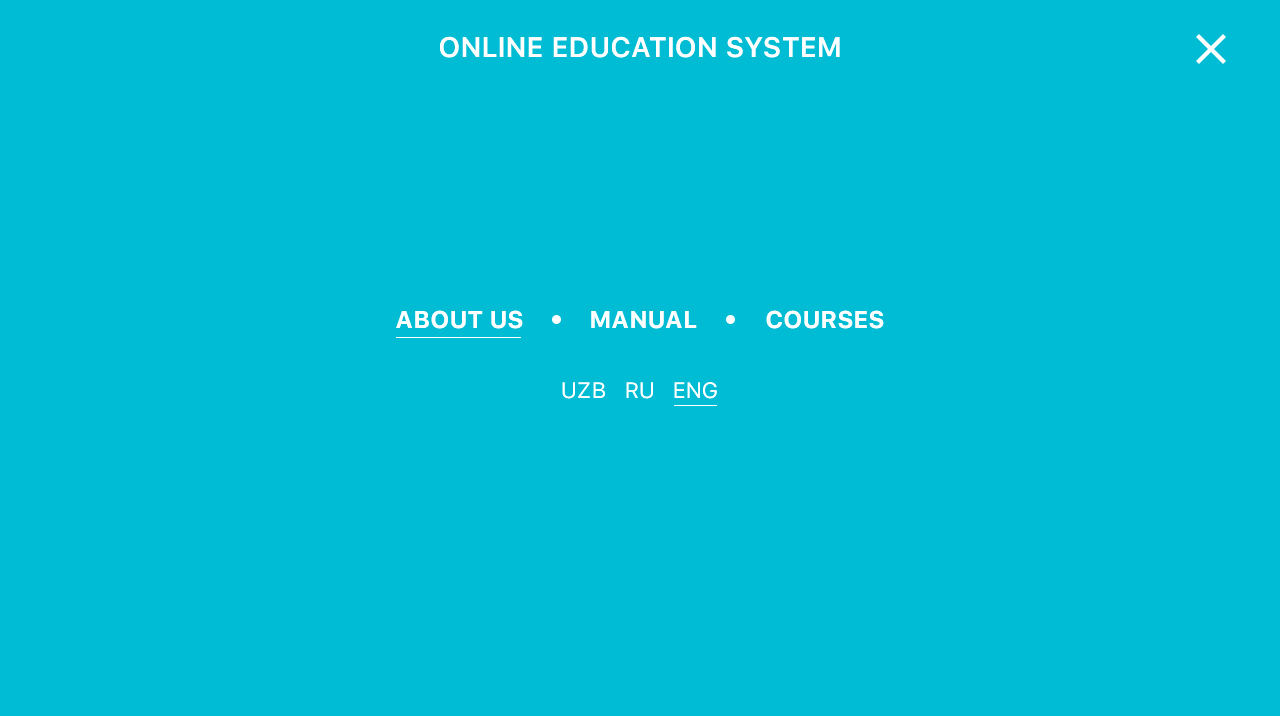 ONLINE EDUCATION SYSTEM
ABOUT US • MANUAL • COURSES
UZB RU ENG